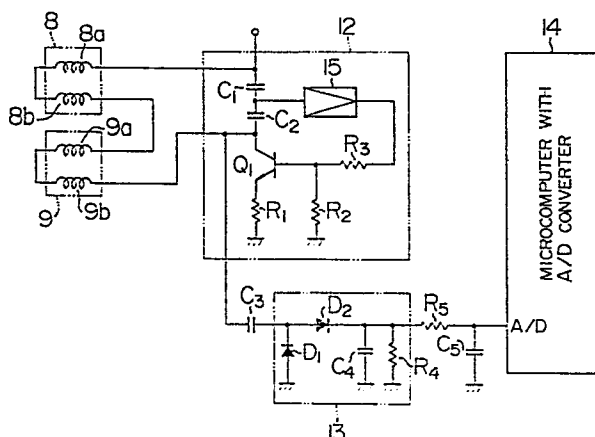 8
8a
8b
9a
9
9b
12
C1
C2
15
Q1
R3
R1
R2
C3
D2
D1
C4
R4
R5
C5
13
14
MICROCOMPUTER WITH
A/D CONVERTER
A/D